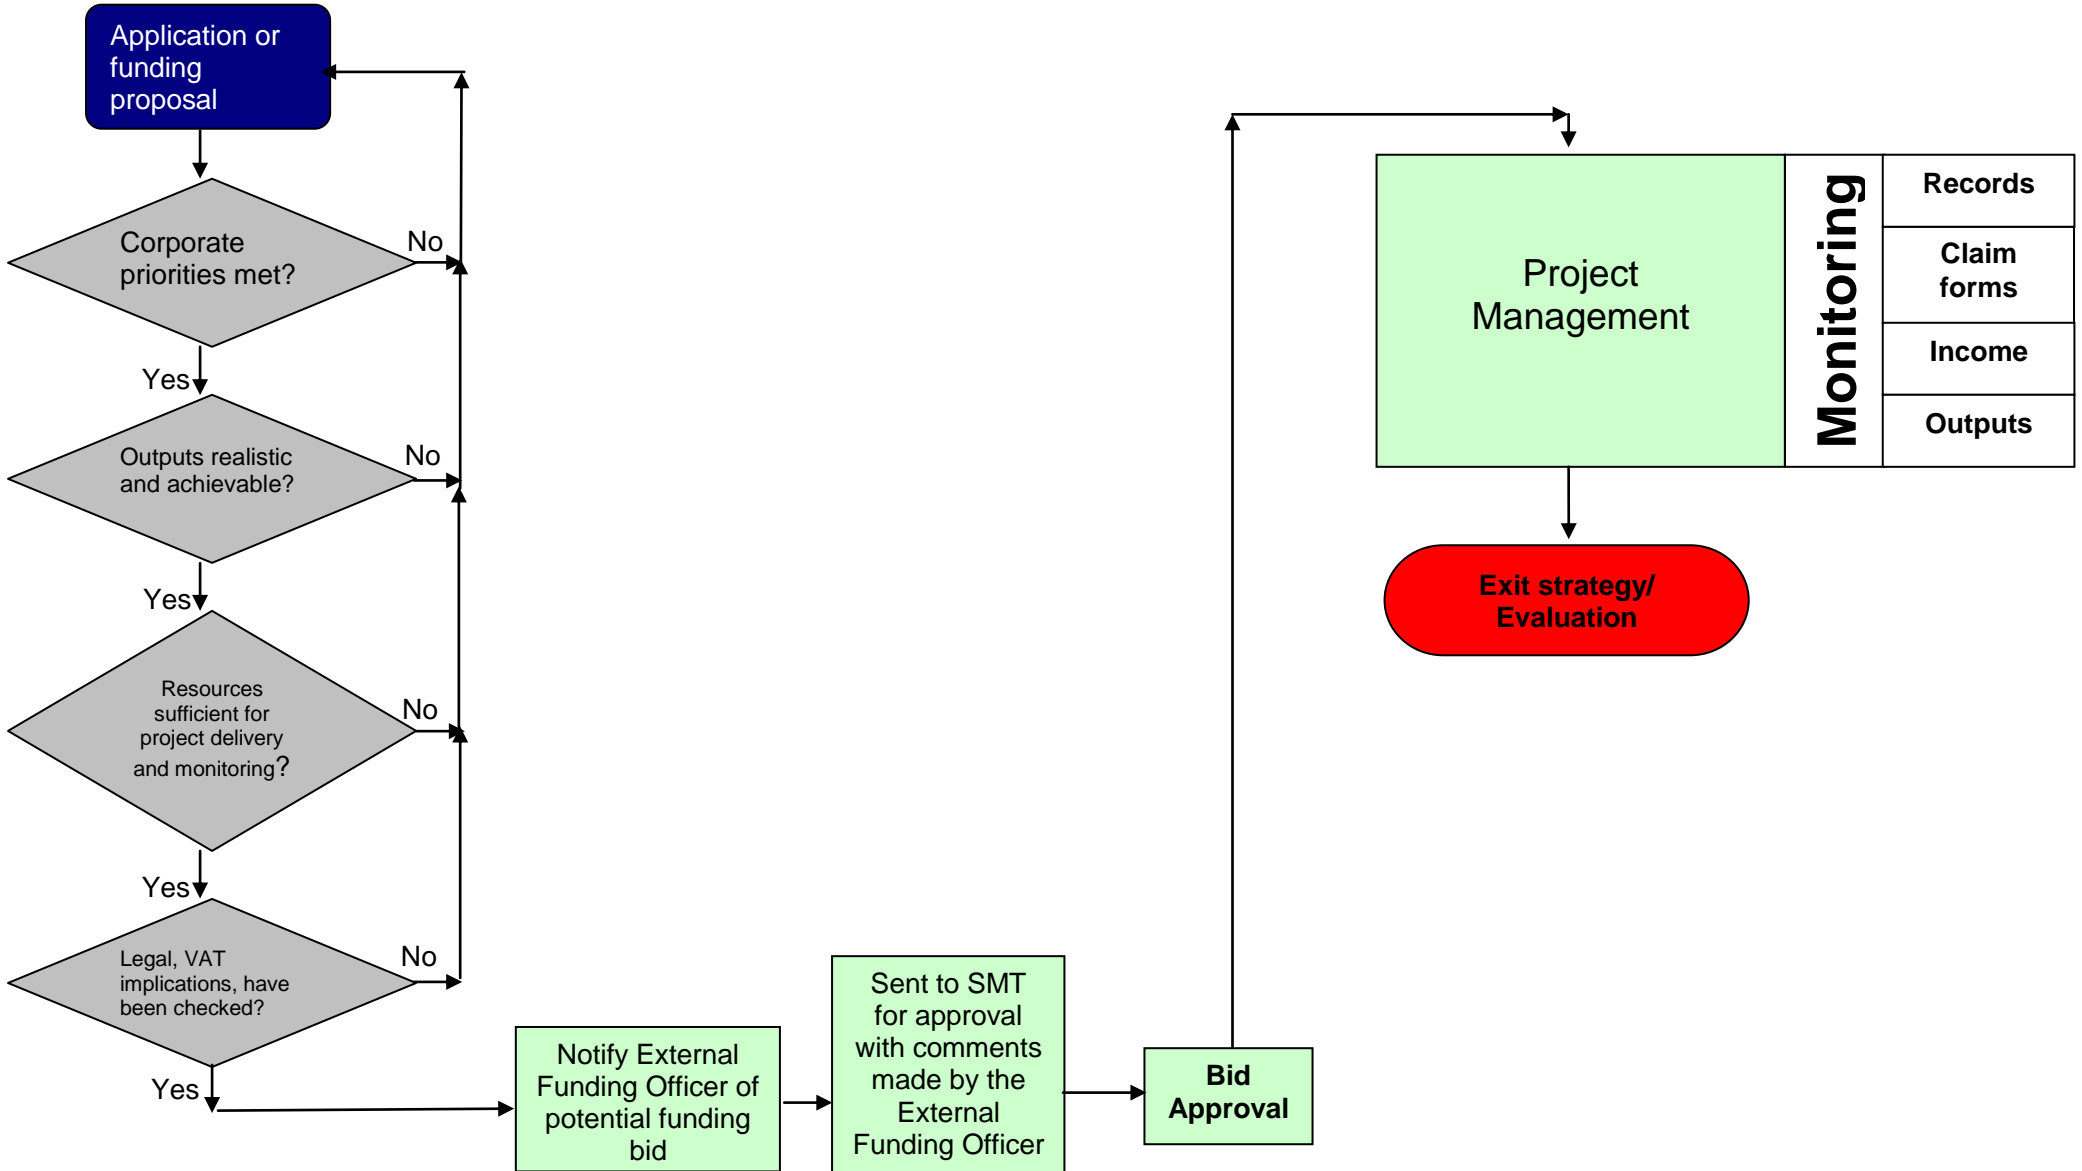 Application or
funding
proposal
Corporate
priorities met?
No
Yes
Outputs realistic
and achievable?
No
Yes
Resources
sufficient for
project delivery
and monitoring?
No
Yes
Legal, VAT
implications, have
been checked?
No
Yes
Notify External
Funding Officer of
potential funding
bid
Sent to SMT
for approval
with comments
made by the
External
Funding Officer
Bid
Approval
Project
Management
Monitoring
Records
Claim
forms
Income
Outputs
Exit strategy/
Evaluation